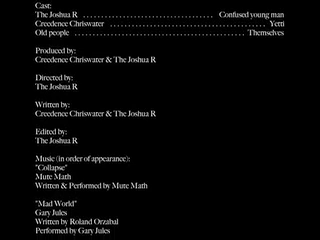 Cast:
The Joshua R . . . . . . . . . . . . . . . . . . . . . . . . . . . . . . . . . . Confused young man
Creedence Chriswater . . . . . . . . . . . . . . . . . . . . . . . . . . . . . . . . . . . . . . . . . Yetti
Old people . . . . . . . . . . . . . . . . . . . . . . . . . . . . . . . . . . . . . . . . . . . . Themselves
Produced by:
Creedence Chriswater & The Joshua R
Directed by:
The Joshua R
Written by:
Creedence Chriswater & The Joshua R
Edited by:
The Joshua R
Music (in order of appearance):
"Collapse"
Mute Math
Written & Performed by Mute Math
"Mad World"
Gary Jules
Written by Roland Orzabal
Performed by Gary Jules